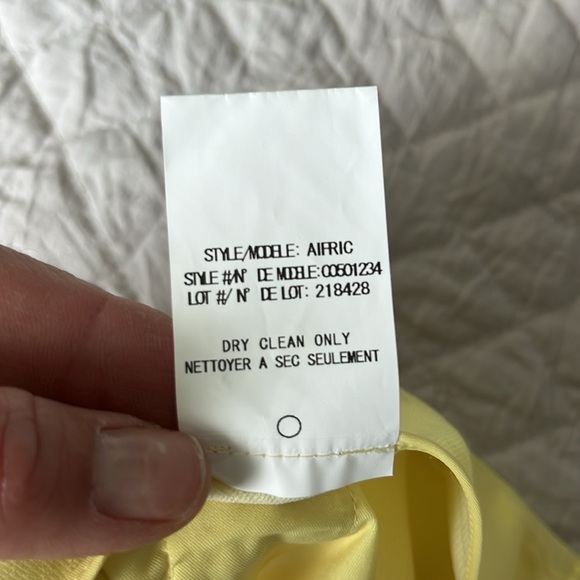 STYLE/MODELE: AIFRIC
STYLE #/N° DE MODELE:00501234
LOT #/ N° DE LOT: 218428
DRY CLEAN ONLY
NETTOYER A SEC SEULEMENT